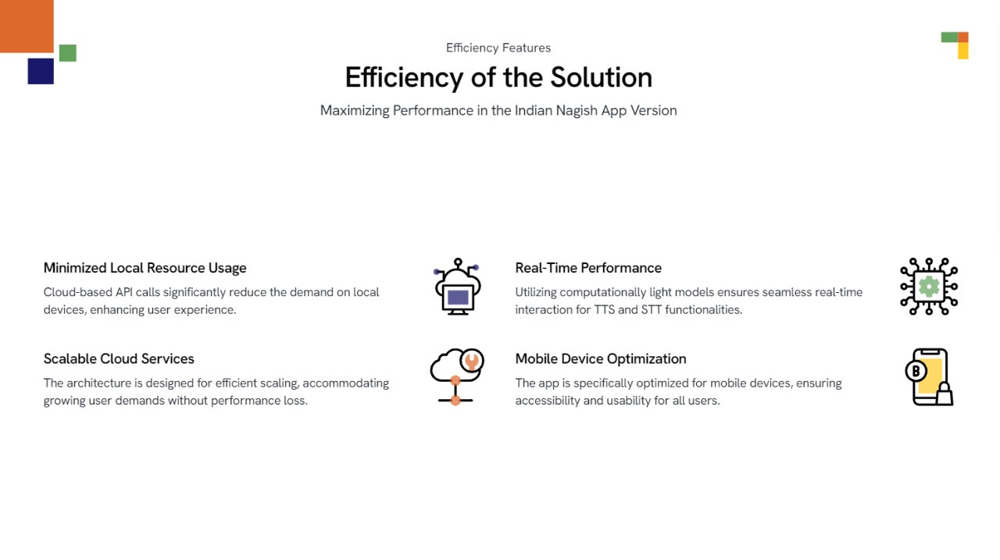 Efficiency Features
Efficiency of the Solution
Maximizing Performance in the Indian Nagish App Version
Minimized Local Resource Usage
Cloud-based API calls significantly reduce the demand on local
devices, enhancing user experience.
Real-Time Performance
Utilizing computationally light models ensures seamless real-time
interaction for TTS and STT functionalities.
Scalable Cloud Services
The architecture is designed for efficient scaling, accommodating
growing user demands without performance loss.
Mobile Device Optimization
The app is specifically optimized for mobile devices, ensuring
accessibility and usability for all users.
B